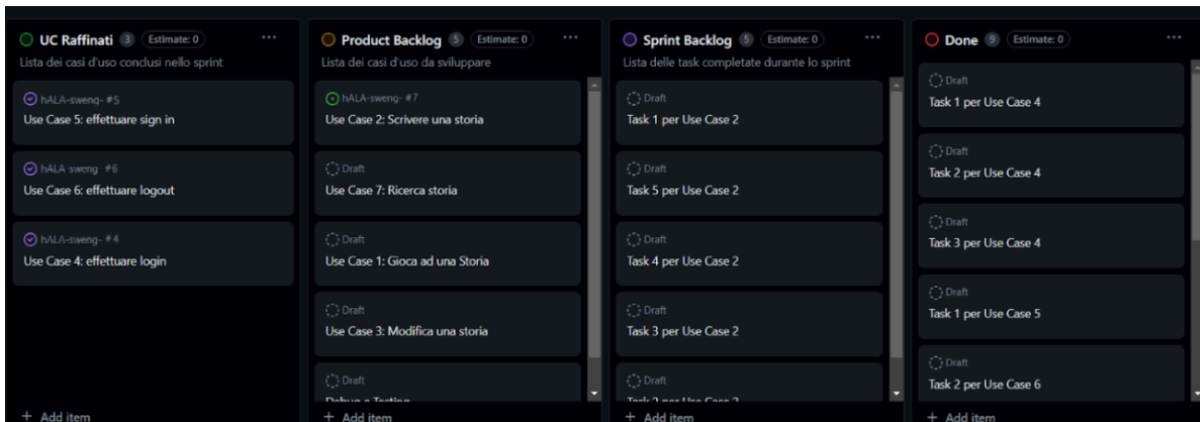 UC Raffinati 3 Estimate: 0 ...
Lista dei casi d'uso conclusi nello sprint
hALA-sweng- #5
Use Case 5: effettuare sign in
hALA-sweng- #6
Use Case 6: effettuare logout
hALA-sweng- #4
Use Case 4: effettuare login
+ Add item
Product Backlog 5 Estimate: 0 ...
Lista dei casi d'uso da sviluppare
hALA-sweng- #7
Use Case 2: Scrivere una storia
Draft
Use Case 7: Ricerca storia
Draft
Use Case 1: Gioca ad una Storia
Draft
Use Case 3: Modifica una storia
Draft
Debug e Testing
+ Add item
Sprint Backlog 5 Estimate: 0 ...
Lista delle task completate durante lo sprint
Draft
Task 1 per Use Case 2
Draft
Task 5 per Use Case 2
Draft
Task 4 per Use Case 2
Draft
Task 3 per Use Case 2
Draft
Task 2 per Use Case 2
+ Add item
Done 9 Estimate: 0 ...
Draft
Task 1 per Use Case 4
Draft
Task 2 per Use Case 4
Draft
Task 3 per Use Case 4
Draft
Task 1 per Use Case 5
Draft
Task 2 per Use Case 6
+ Add item